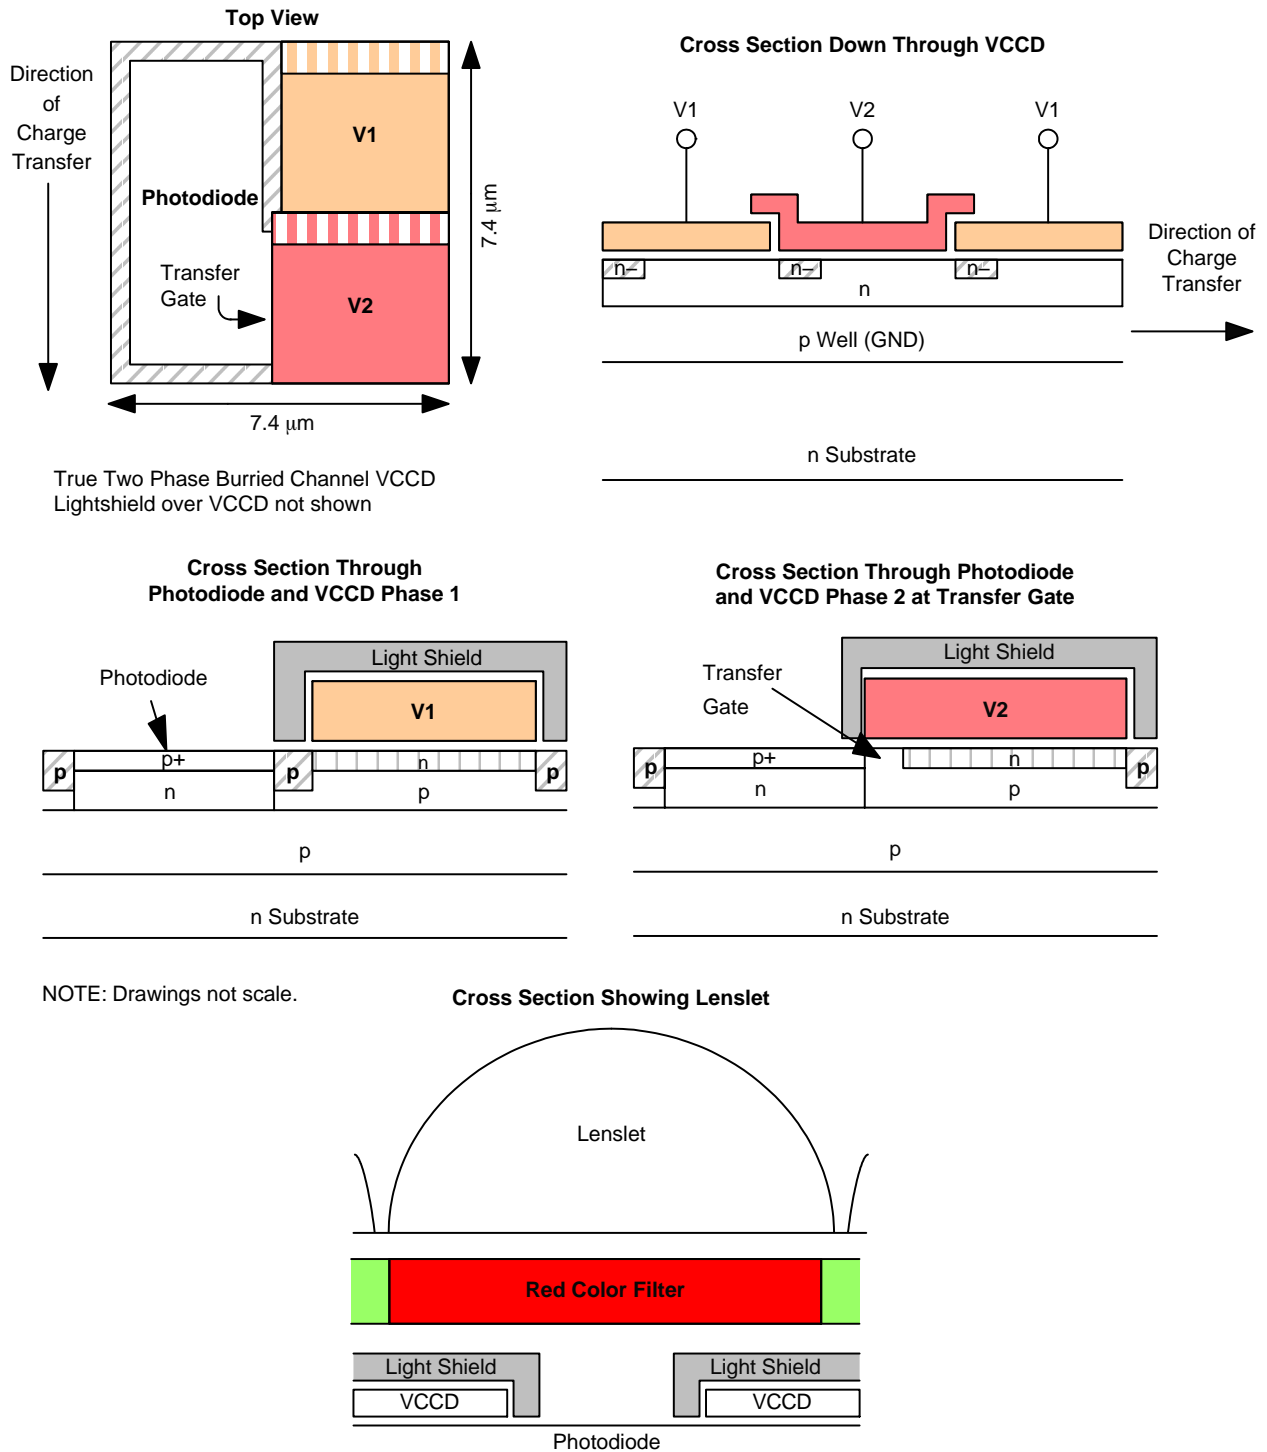 Top View
Direction
of
Charge
Transfer
V1
Photodiode
Transfer
Gate
V2
7.4 μm
7.4 μm
True Two Phase Burried Channel VCCD
Lightshield over VCCD not shown
Cross Section Down Through VCCD
V1 V2 V1
n– n– n–
n
p Well (GND)
n Substrate
Direction of
Charge
Transfer
Cross Section Through
Photodiode and VCCD Phase 1
Photodiode
Light Shield
V1
p p+ p n p
n p
p
n Substrate
Cross Section Through Photodiode
and VCCD Phase 2 at Transfer Gate
Transfer
Gate
Light Shield
V2
p p+ n p
n p
p
n Substrate
NOTE: Drawings not scale.
Cross Section Showing Lenslet
Lenslet
Red Color Filter
Light Shield Light Shield
VCCD VCCD
Photodiode